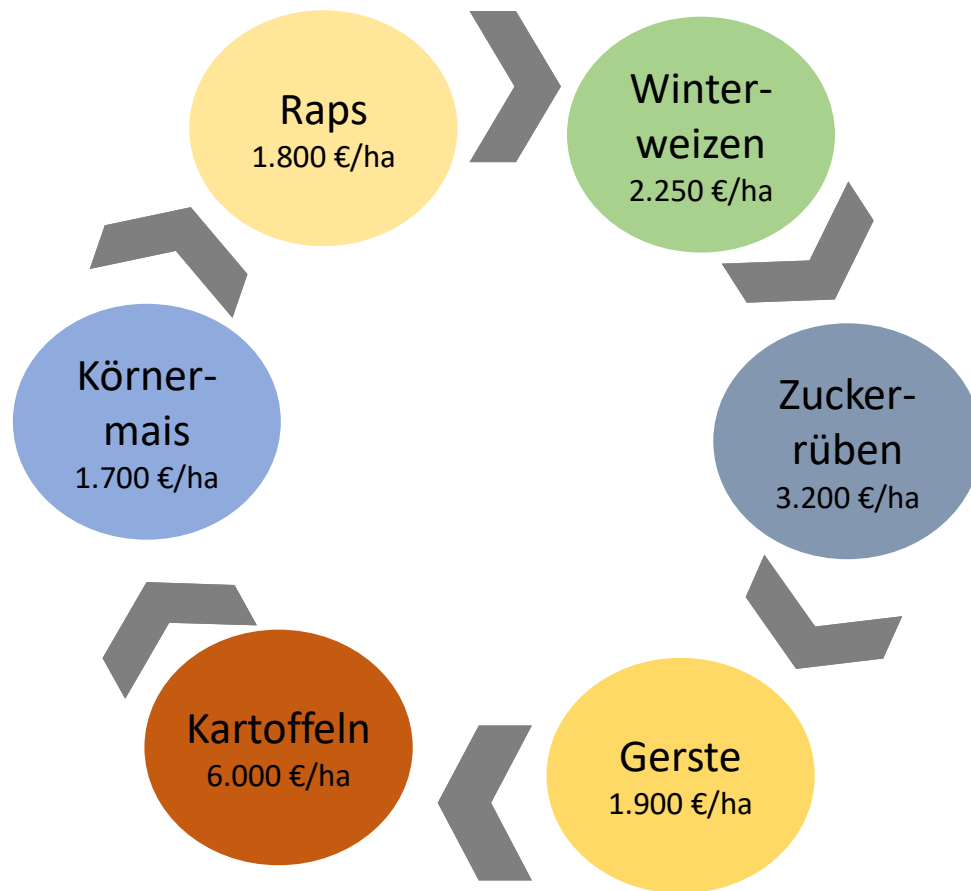 Raps
1.800 €/ha
Winter-
weizen
2.250 €/ha
Zucker-
rüben
3.200 €/ha
Gerste
1.900 €/ha
Kartoffeln
6.000 €/ha
Körner-
mais
1.700 €/ha